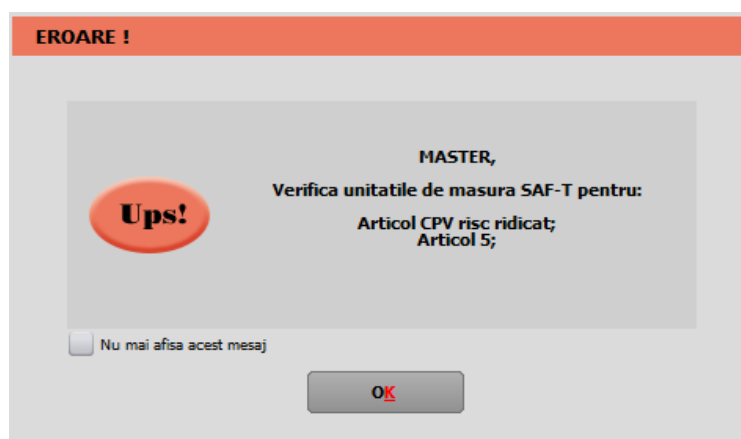 EROARE !
MASTER,
Verifica unitatile de masura SAF-T pentru:
Ups!
Articol CPV risc ridicat;
Articol 5;
Nu mai afisa acest mesaj
OK